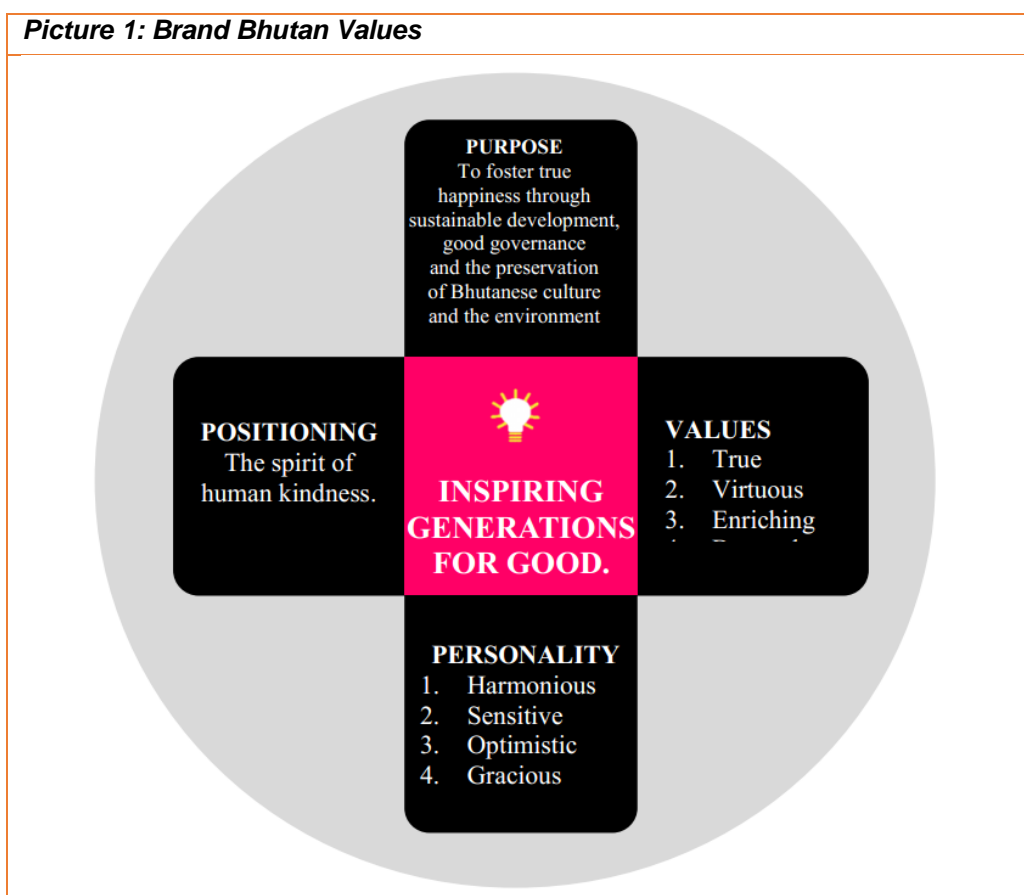 Picture 1: Brand Bhutan Values
PURPOSE
To foster true
happiness through
sustainable development,
good governance
and the preservation
of Bhutanese culture
and the environment
POSITIONING
The spirit of
human kindness.
INSPIRING
GENERATIONS
FOR GOOD.
VALUES
1. True
2. Virtuous
3. Enriching
PERSONALITY
1. Harmonious
2. Sensitive
3. Optimistic
4. Gracious